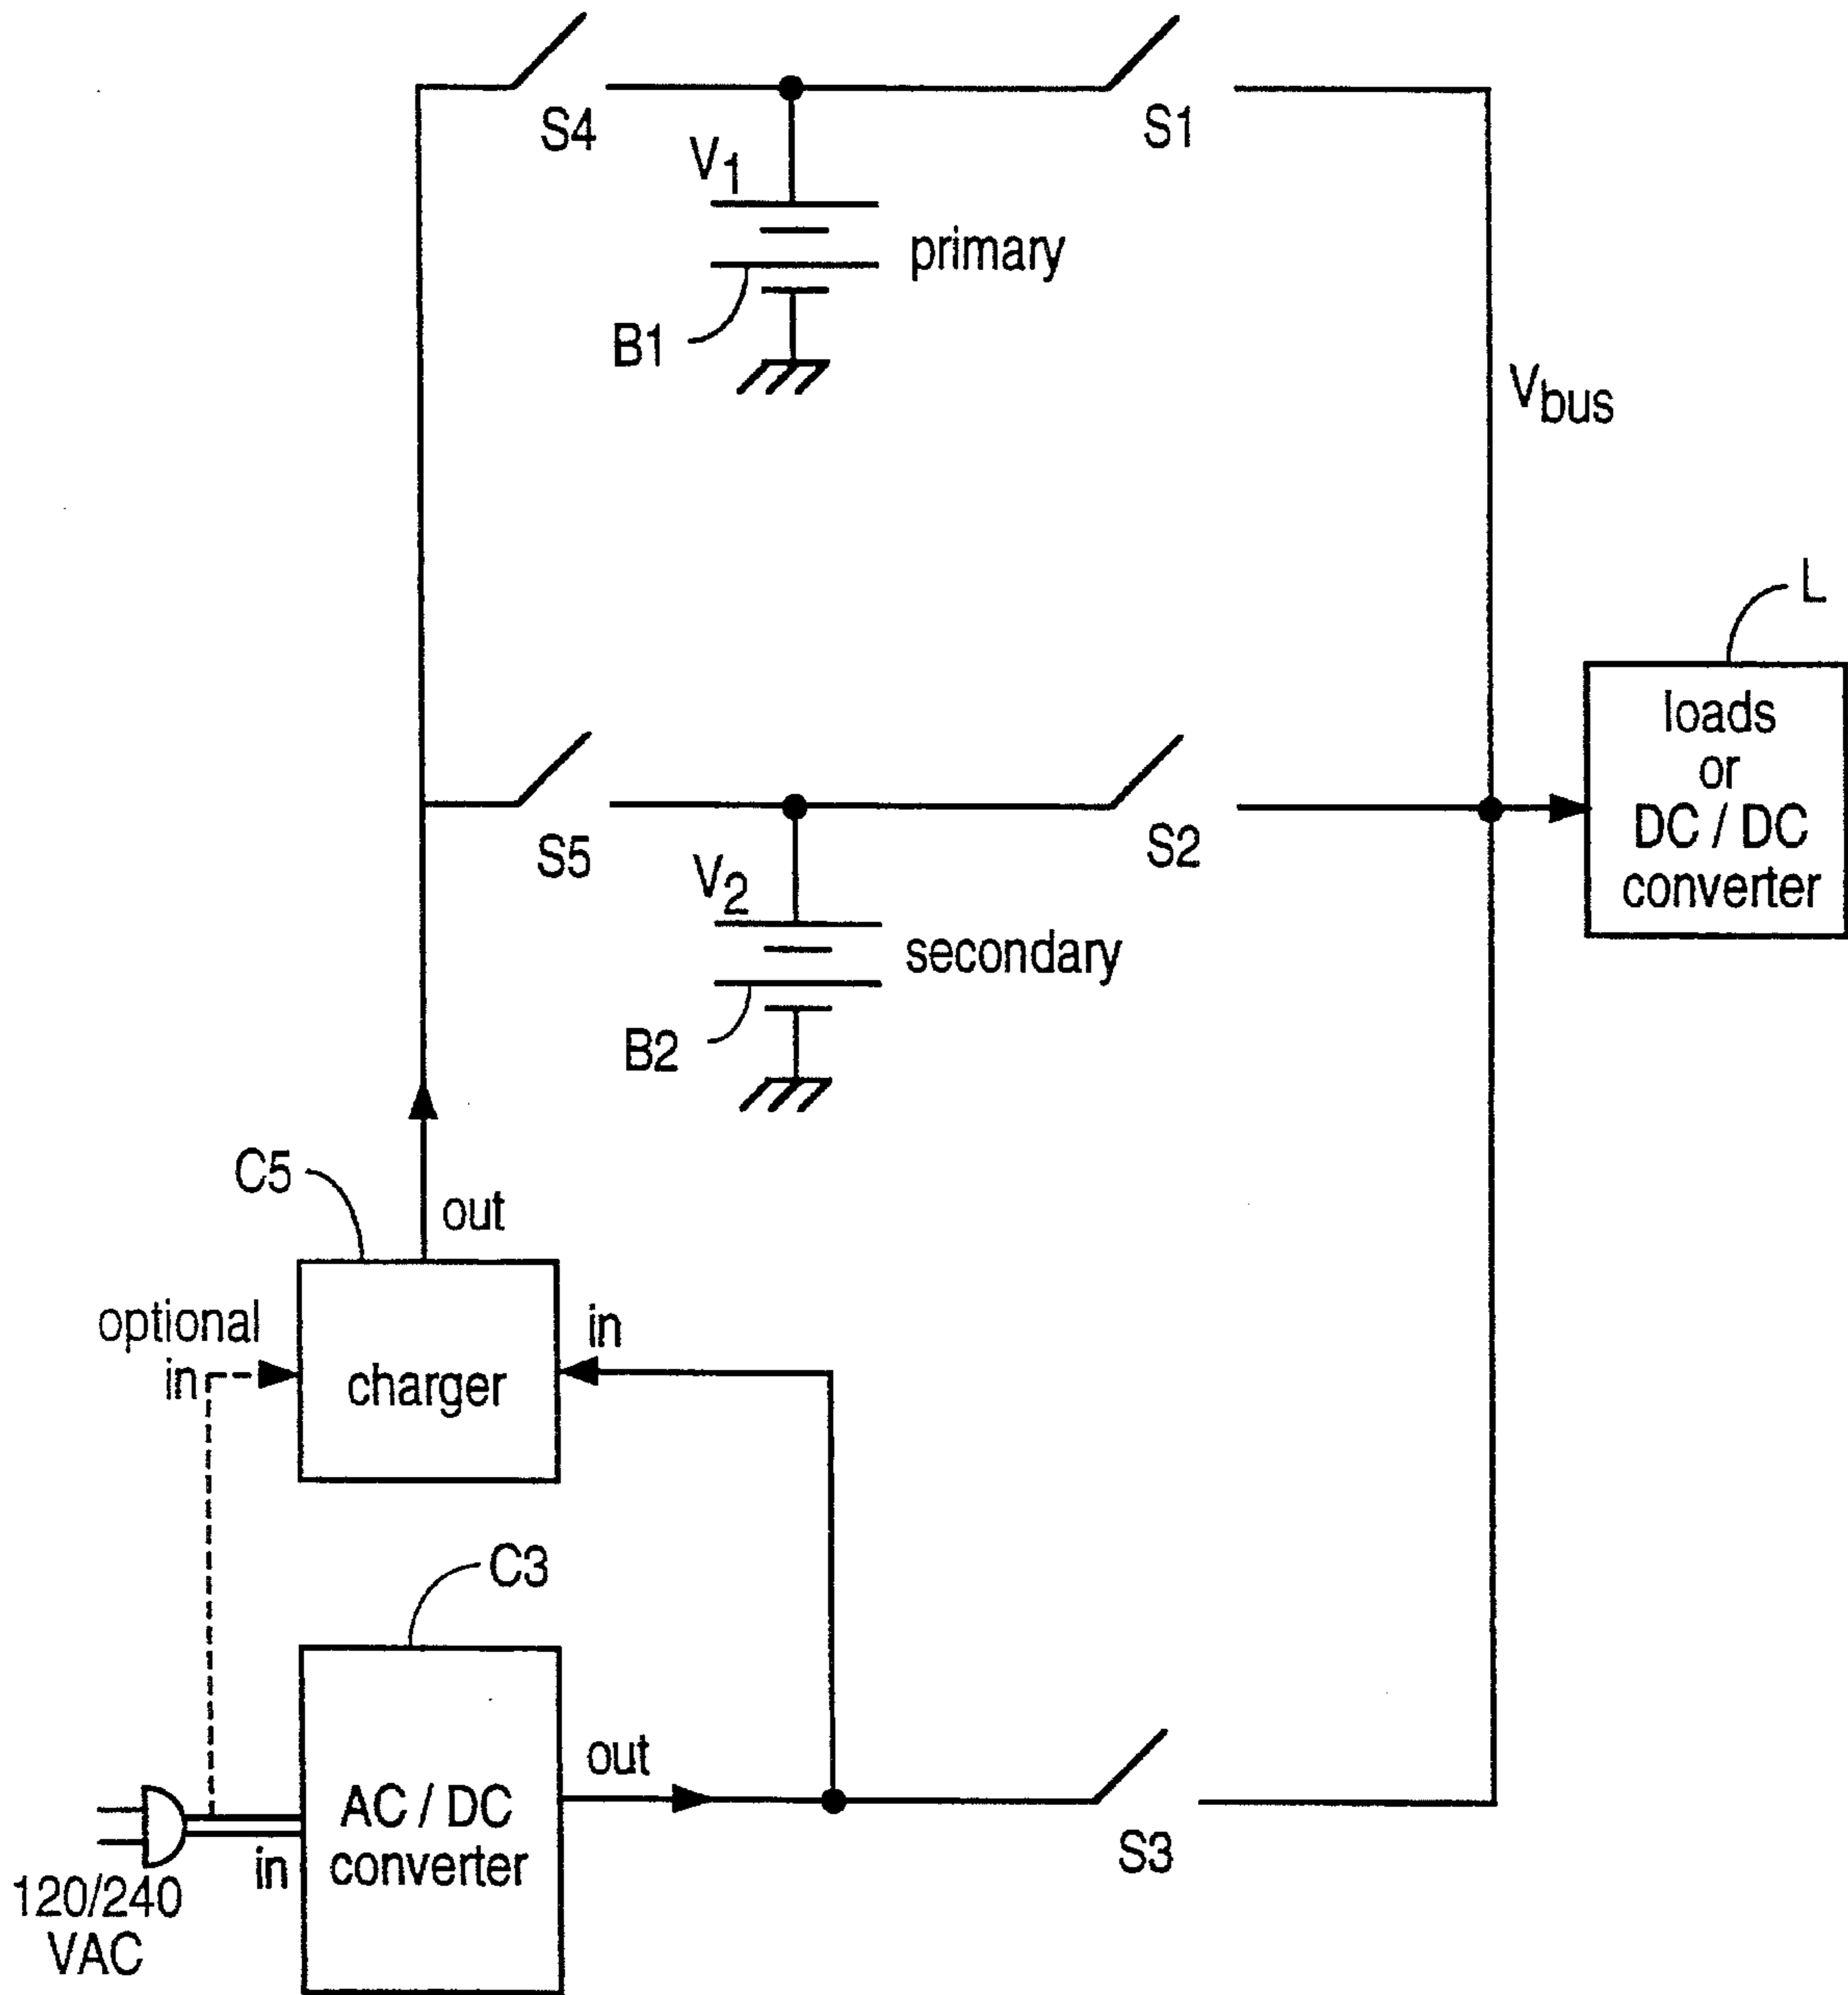 S4
S1
V1
primary
B1
Vbus
L
loads
or
DC / DC
converter
S5
S2
V2
secondary
B2
C5
out
optional
in
in
charger
C3
out
AC / DC
converter
in
S3
120/240
VAC